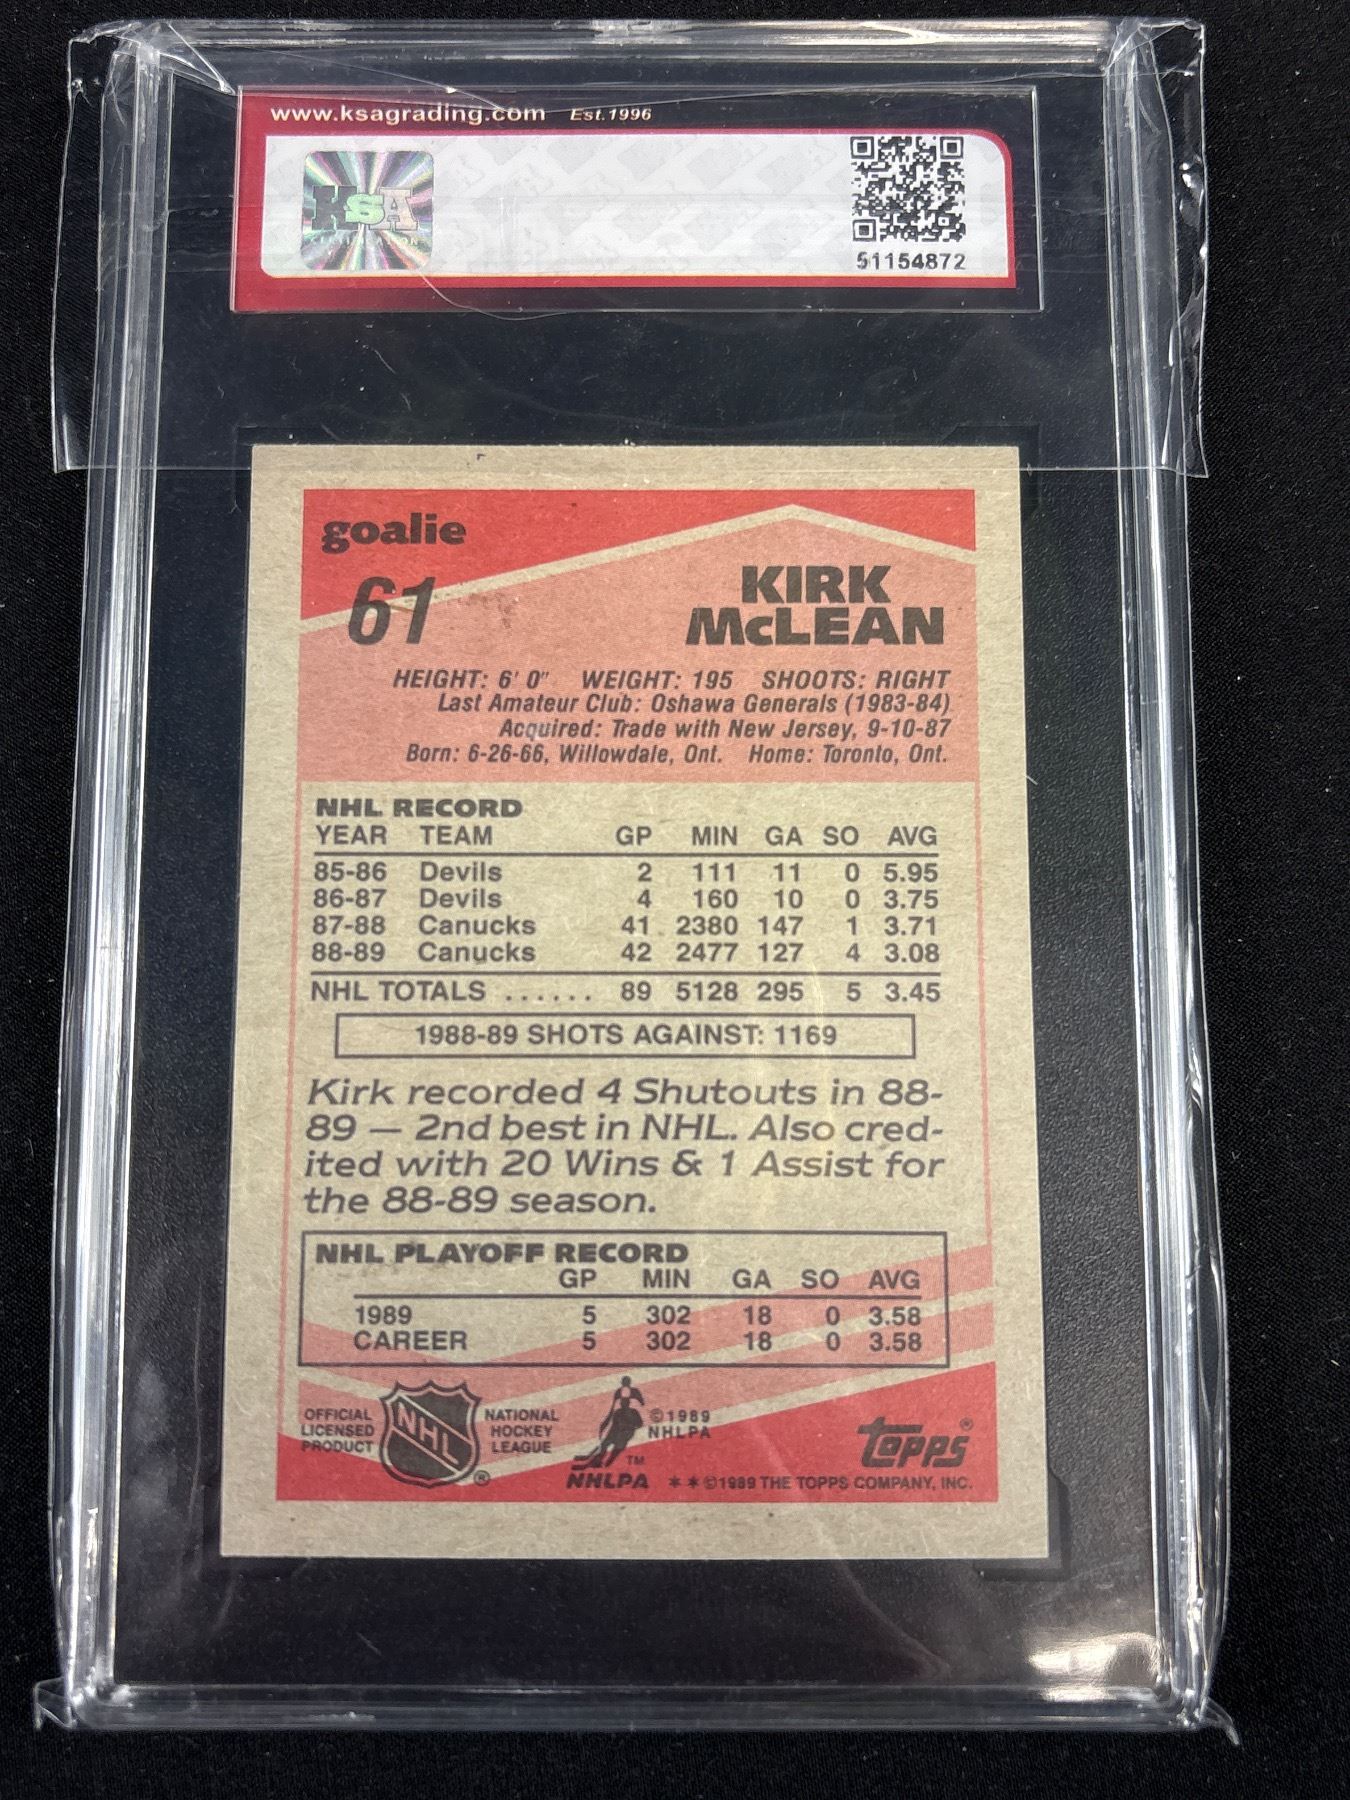 www.ksagrading.com Est.1996
KSA
CERTIFICATION
51154872
goalie
61
KIRK
McLEAN
HEIGHT: 6' 0" WEIGHT: 195 SHOOTS: RIGHT
Last Amateur Club: Oshawa Generals (1983-84)
Acquired: Trade with New Jersey, 9-10-87
Born: 6-26-66, Willowdale, Ont. Home: Toronto, Ont.
NHL RECORD
YEAR TEAM GP MIN GA SO AVG
85-86 Devils 2 111 11 0 5.95
86-87 Devils 4 160 10 0 3.75
87-88 Canucks 41 2380 147 1 3.71
88-89 Canucks 42 2477 127 4 3.08
NHL TOTALS ...... 89 5128 295 5 3.45
1988-89 SHOTS AGAINST: 1169
Kirk recorded 4 Shutouts in 88-
89 — 2nd best in NHL. Also cred-
ited with 20 Wins & 1 Assist for
the 88-89 season.
NHL PLAYOFF RECORD
GP MIN GA SO AVG
1989 5 302 18 0 3.58
CAREER 5 302 18 0 3.58
OFFICIAL
LICENSED
PRODUCT
NHL
®
NATIONAL
HOCKEY
LEAGUE
TM
NHLPA
©1989
NHLPA
topps®
**©1989 THE TOPPS COMPANY, INC.